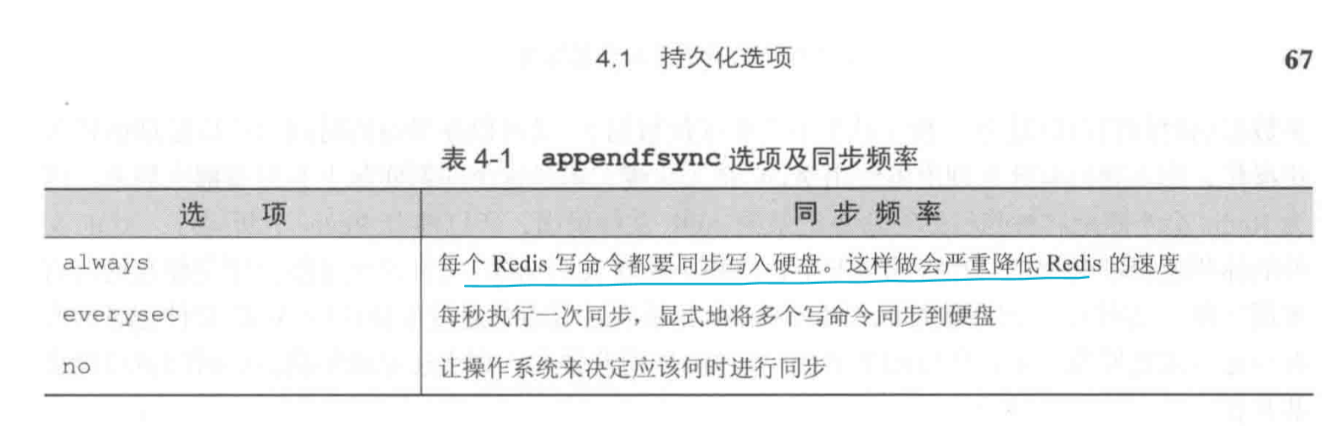 4.1 持久化选项 67
表 4-1 appendfsync 选项及同步频率
选 项 同 步 频 率
always 每个 Redis 写命令都要同步写入硬盘。这样做会严重降低 Redis 的速度
everysec 每秒执行一次同步，显式地将多个写命令同步到硬盘
no 让操作系统来决定应该何时进行同步